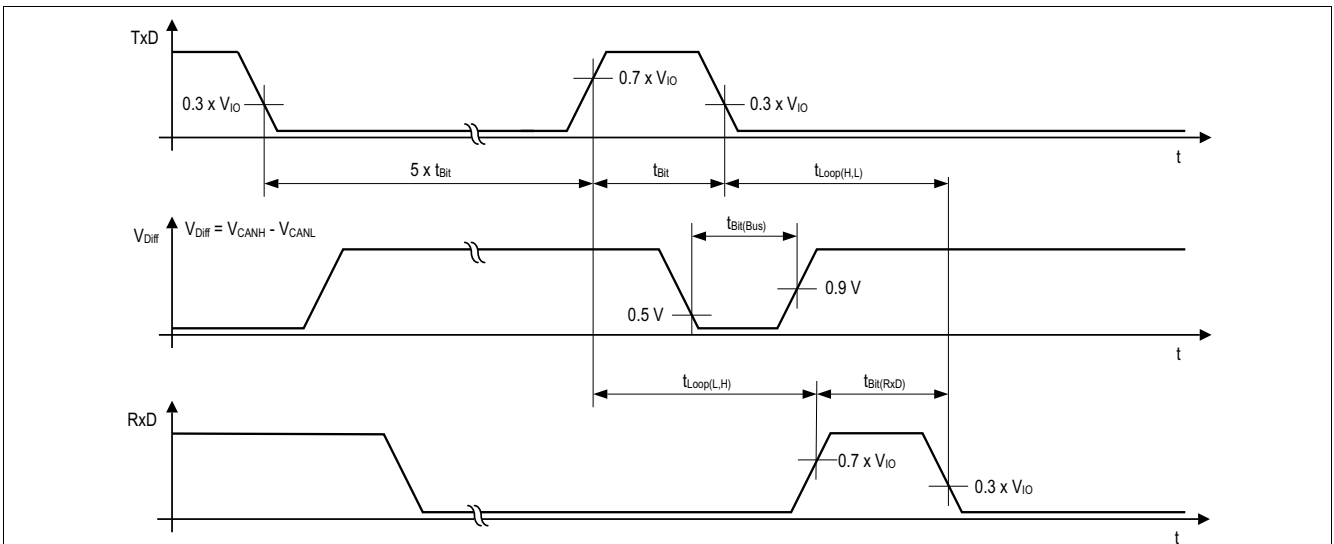 TxD
0.7 x VIO
0.3 x VIO
0.3 x VIO
t
5 x tBit
tBit
tLoop(H,L)
VDiff
VDiff = VCANH - VCANL
tBit(Bus)
0.9 V
0.5 V
t
tLoop(L,H)
tBit(RxD)
RxD
0.7 x VIO
0.3 x VIO
t